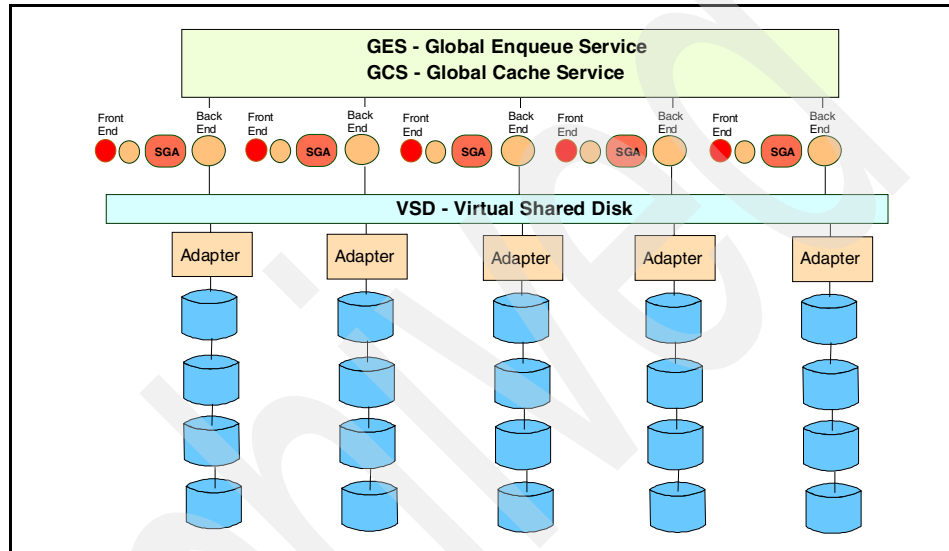 GES - Global Enqueue Service
GCS - Global Cache Service
Front
End
Back
End
Front
End
Back
End
Front
End
Back
End
Front
End
Back
End
Front
End
Back
End
SGA
SGA
SGA
SGA
SGA
VSD - Virtual Shared Disk
Adapter
Adapter
Adapter
Adapter
Adapter